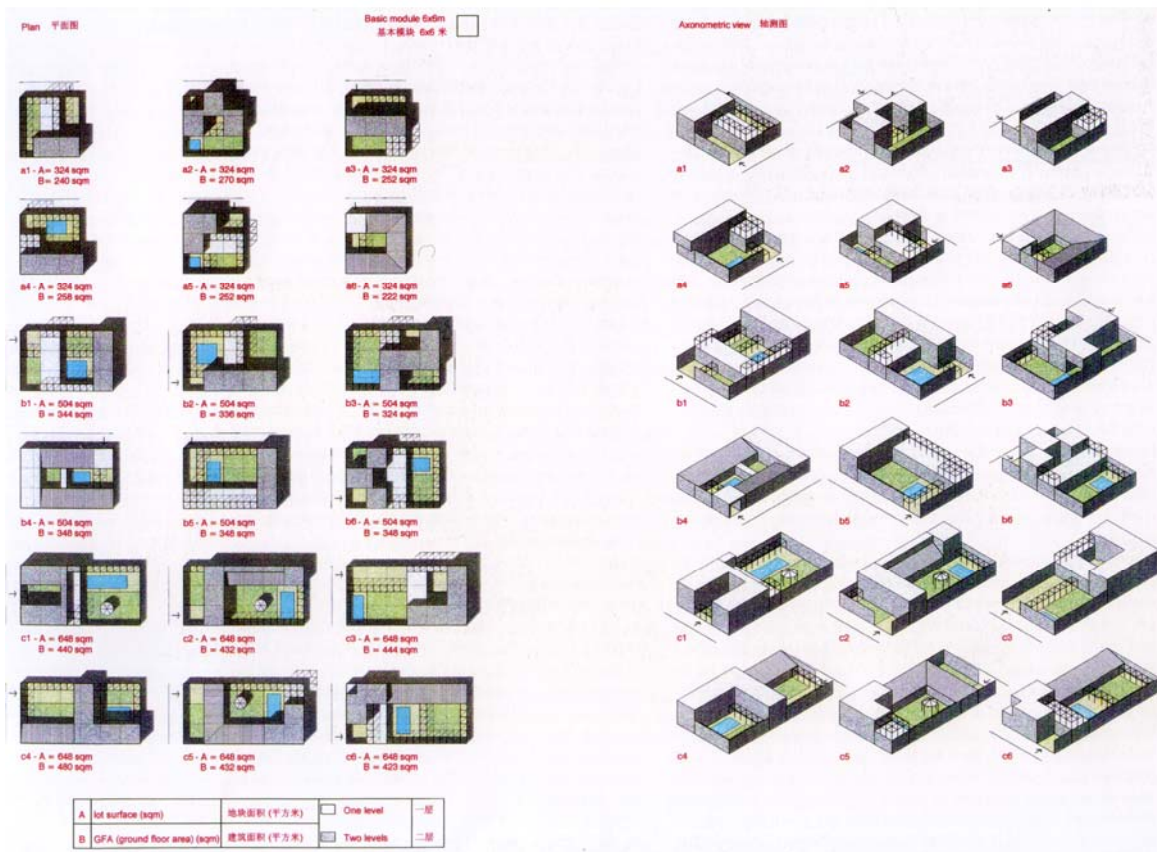 Plan 平面图
Basic module 6x6m
基本模块 6x6 米
Axonometric view 轴测图
a1 - A= 324 sqm
B= 240 sqm
a2 - A = 324 sqm
B= 270 sqm
a3 - A = 324 sqm
B = 252 sqm
a1
a2
a3
a4 - A = 324 sqm
B = 258 sqm
a5 - A = 324 sqm
B = 252 sqm
a6 - A = 324 sqm
B = 222 sqm
a4
a5
a6
b1 - A = 504 sqm
B = 344 sqm
b2 - A = 504 sqm
B = 336 sqm
b3 - A = 504 sqm
B = 324 sqm
b1
b2
b3
b4 - A = 504 sqm
B = 348 sqm
b5 - A = 504 sqm
B = 348 sqm
b6 - A = 504 sqm
B = 348 sqm
b4
b5
b6
c1 - A = 648 sqm
B = 440 sqm
c2 - A = 648 sqm
B = 432 sqm
c3 - A = 648 sqm
B = 444 sqm
c1
c2
c3
c4 - A = 648 sqm
B = 480 sqm
c5 - A = 648 sqm
B = 432 sqm
c6 - A = 648 sqm
B = 423 sqm
c4
c5
c6
A lot surface (sqm) 地块面积 (平方米) One level 一层
B GFA (ground floor area) (sqm) 建筑面积 (平方米) Two levels 二层